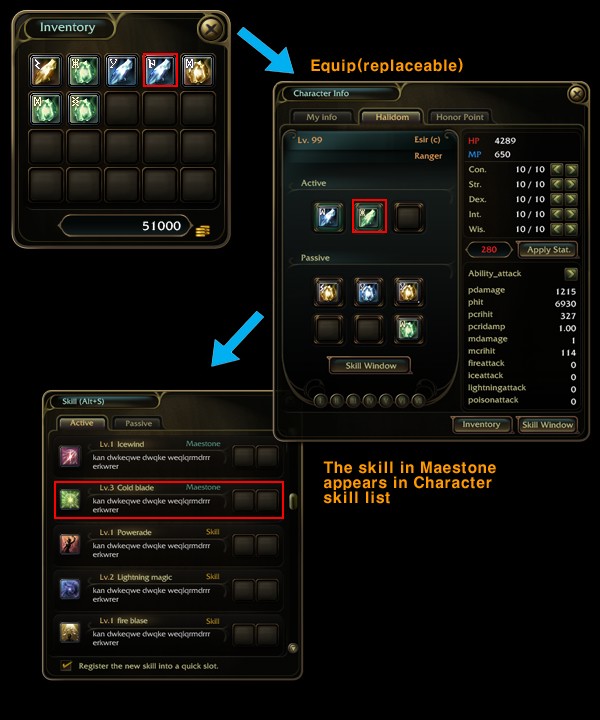 Inventory
51000
Equip(replaceable)
Character Info
My info
Halidom
Honor Point
Lv. 99
Esir (c)
Ranger
Active
Passive
Skill Window
HP 4289
MP 650
Con. 10 / 10
Str. 10 / 10
Dex. 10 / 10
Int. 10 / 10
Wis. 10 / 10
280
Apply Stat.
Ability_attack
pdamage 1215
phit 6930
pcrihit 327
pcridamp 1.00
mdamage 1
mcrihit 114
fireattack 0
iceattack 0
lightningattack 0
poisonattack 0
Inventory
Skill Window
The skill in Maestone
appears in Character
skill list
Skill (Alt+S)
Active
Passive
Lv.1 Icewind Maestone
kan dwkeqwe dwqke weqlqrmdrrr
erkwrer
Lv.3 Cold blade Maestone
kan dwkeqwe dwqke weqlqrmdrrr
erkwrer
Lv.1 Powerade Skill
kan dwkeqwe dwqke weqlqrmdrrr
erkwrer
Lv.2 Lightning magic Skill
kan dwkeqwe dwqke weqlqrmdrrr
erkwrer
Lv.1 fire blase Skill
kan dwkeqwe dwqke weqlqrmdrrr
erkwrer
Register the new skill into a quick slot.